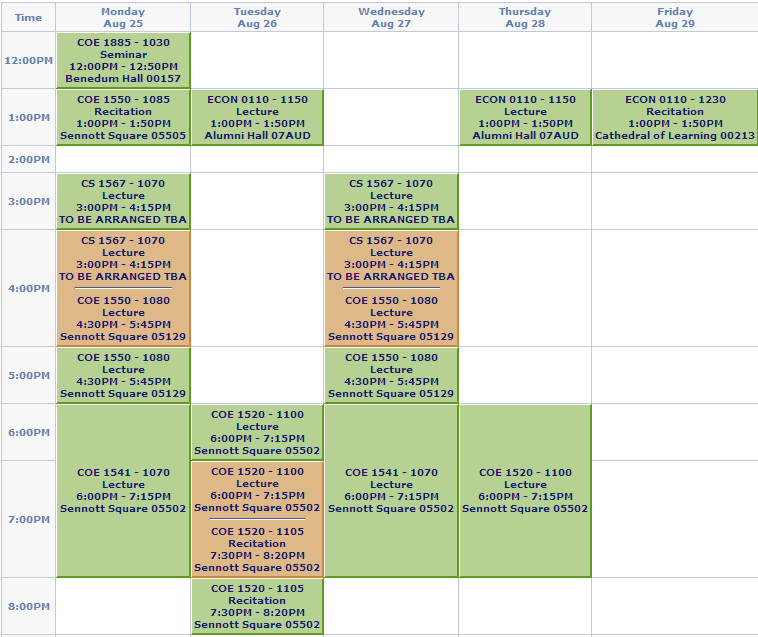 Time
Monday
Aug 25
Tuesday
Aug 26
Wednesday
Aug 27
Thursday
Aug 28
Friday
Aug 29
12:00PM
COE 1885 - 1030
Seminar
12:00PM - 12:50PM
Benedum Hall 00157
1:00PM
COE 1550 - 1085
Recitation
1:00PM - 1:50PM
Sennott Square 05505
ECON 0110 - 1150
Lecture
1:00PM - 1:50PM
Alumni Hall 07AUD
ECON 0110 - 1150
Lecture
1:00PM - 1:50PM
Alumni Hall 07AUD
ECON 0110 - 1230
Recitation
1:00PM - 1:50PM
Cathedral of Learning 00213
2:00PM
3:00PM
CS 1567 - 1070
Lecture
3:00PM - 4:15PM
TO BE ARRANGED TBA
CS 1567 - 1070
Lecture
3:00PM - 4:15PM
TO BE ARRANGED TBA
4:00PM
CS 1567 - 1070
Lecture
3:00PM - 4:15PM
TO BE ARRANGED TBA
COE 1550 - 1080
Lecture
4:30PM - 5:45PM
Sennott Square 05129
CS 1567 - 1070
Lecture
3:00PM - 4:15PM
TO BE ARRANGED TBA
COE 1550 - 1080
Lecture
4:30PM - 5:45PM
Sennott Square 05129
5:00PM
COE 1550 - 1080
Lecture
4:30PM - 5:45PM
Sennott Square 05129
COE 1550 - 1080
Lecture
4:30PM - 5:45PM
Sennott Square 05129
6:00PM
COE 1541 - 1070
Lecture
6:00PM - 7:15PM
Sennott Square 05502
COE 1520 - 1100
Lecture
6:00PM - 7:15PM
Sennott Square 05502
COE 1541 - 1070
Lecture
6:00PM - 7:15PM
Sennott Square 05502
COE 1520 - 1100
Lecture
6:00PM - 7:15PM
Sennott Square 05502
7:00PM
COE 1520 - 1100
Lecture
6:00PM - 7:15PM
Sennott Square 05502
COE 1520 - 1105
Recitation
7:30PM - 8:20PM
Sennott Square 05502
8:00PM
COE 1520 - 1105
Recitation
7:30PM - 8:20PM
Sennott Square 05502